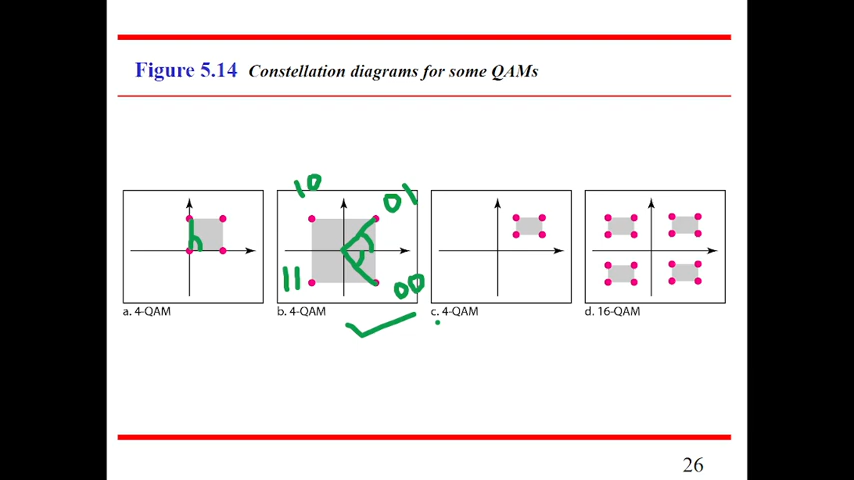 Figure 5.14 Constellation diagrams for some QAMs
10
01
11
00
a. 4-QAM
b. 4-QAM
c. 4-QAM
d. 16-QAM
26